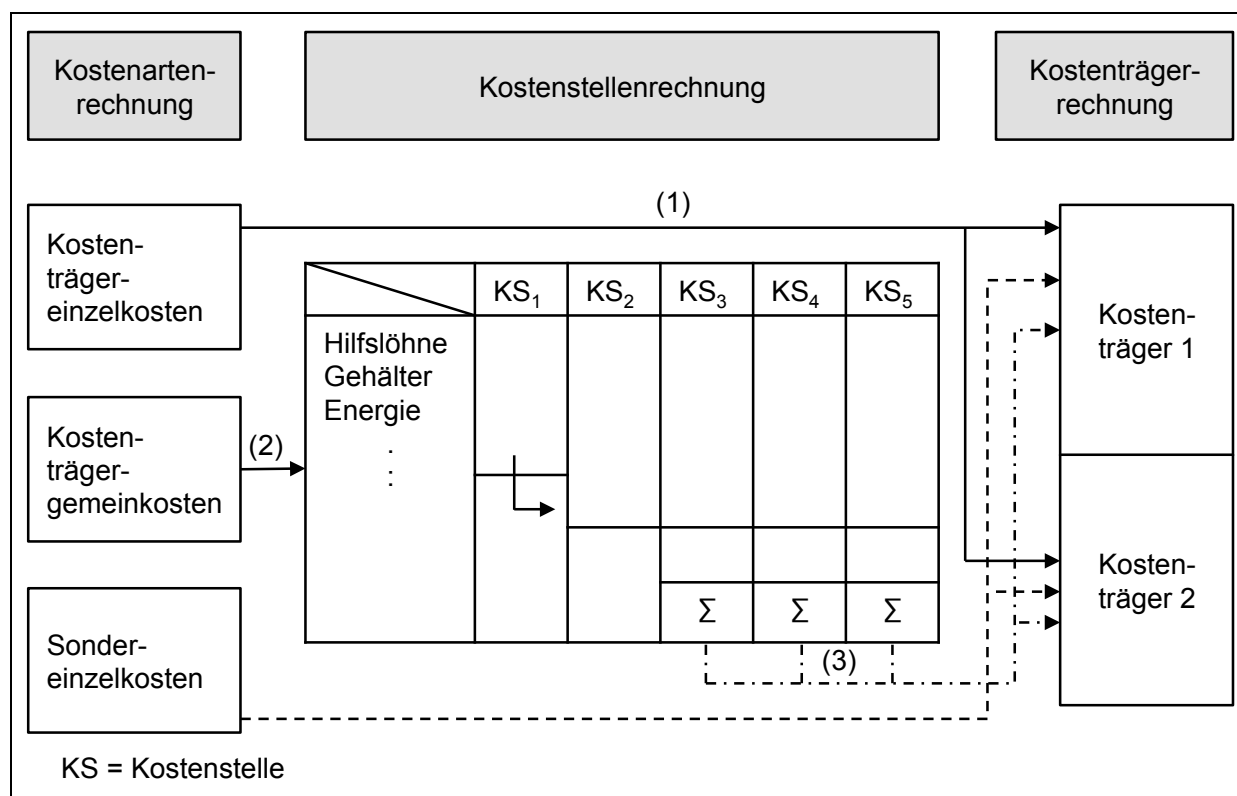 Kostenarten-
rechnung
Kostenstellenrechnung
Kostenträger-
rechnung
(1)
Kosten-
träger-
einzelkosten
KS₁ KS₂ KS₃ KS₄ KS₅
Hilfslöhne
Gehälter
Energie
⋮
Kosten-
träger 1
Kosten-
träger-
gemeinkosten
(2)
Kosten-
träger 2
Σ Σ Σ
(3)
Sonder-
einzelkosten
KS = Kostenstelle